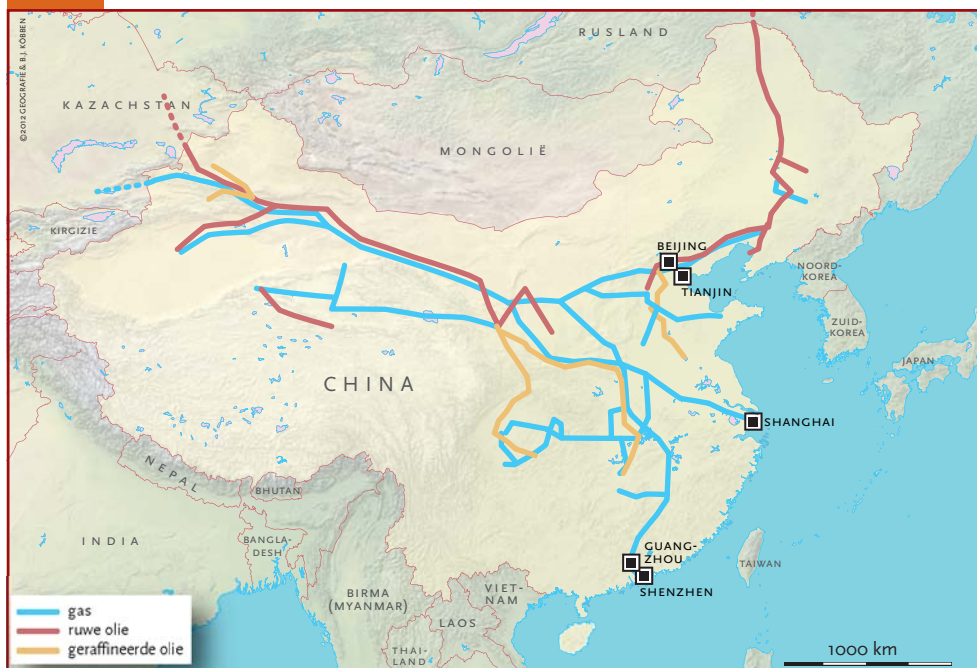 ©2012 GEOGRAFIE & B.J. KÖBBEN
RUSLAND
KAZACHSTAN
MONGOLIË
KIRGIZIE
BEIJING
TIANJIN
NOORD-
KOREA
ZUID-
KOREA
JAPAN
CHINA
SHANGHAI
NEPAL
BHUTAN
INDIA
BANGLA-
DESH
GUANG-
ZHOU
SHENZHEN
TAIWAN
BIRMA
(MYANMAR)
VIET-
NAM
LAOS
THAI-
LAND
gas
ruwe olie
geraffineerde olie
1000 km